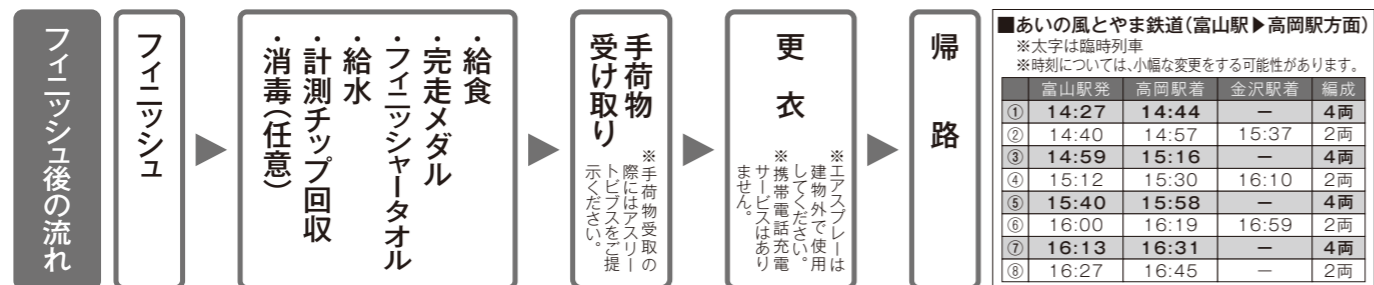 フィニッシュ後の流れ
フィニッシュ
・給食
・完走メダル
・フィニッシャータオル
・給水
・計測チップ回収
・消毒（任意）
手荷物
受け取り
※手荷物受取の
際にはアスリー
トビブスをご提
示ください。
更衣
※エアスプレーは
建物外で使用
してください。
※携帯電話充電
サービスはあり
ません。
帰路
■あいの風とやま鉄道（富山駅▶高岡駅方面）
※太字は臨時列車
※時刻については、小幅な変更をする可能性があります。
富山駅発 高岡駅着 金沢駅着 編成
① 14:27 14:44 － 4両
② 14:40 14:57 15:37 2両
③ 14:59 15:16 － 4両
④ 15:12 15:30 16:10 2両
⑤ 15:40 15:58 － 4両
⑥ 16:00 16:19 16:59 2両
⑦ 16:13 16:31 － 4両
⑧ 16:27 16:45 － 2両